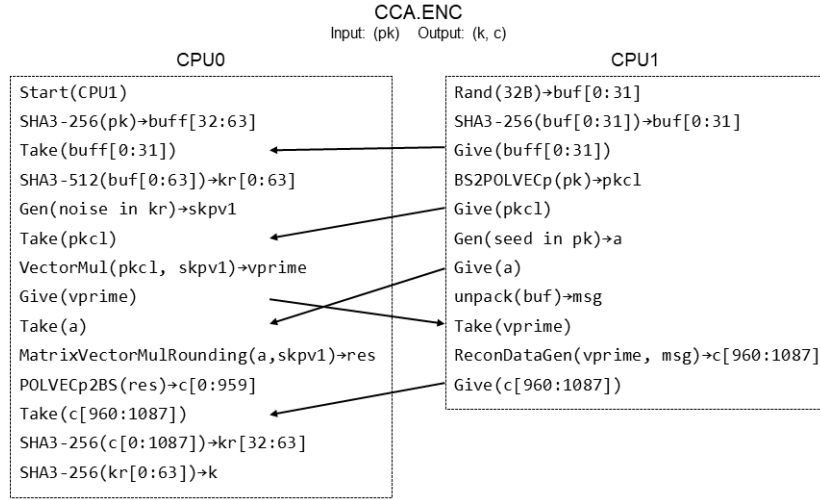 CCA.ENC
Input: (pk) Output: (k, c)
CPU0
Start(CPU1)
SHA3-256(pk)→buff[32:63]
Take(buff[0:31])
SHA3-512(buf[0:63])→kr[0:63]
Gen(noise in kr)→skpv1
Take(pkcl)
VectorMul(pkcl, skpv1)→vprime
Give(vprime)
Take(a)
MatrixVectorMulRounding(a,skpv1)→res
POLVECp2BS(res)→c[0:959]
Take(c[960:1087])
SHA3-256(c[0:1087])→kr[32:63]
SHA3-256(kr[0:63])→k
CPU1
Rand(32B)→buf[0:31]
SHA3-256(buf[0:31])→buf[0:31]
Give(buff[0:31])
BS2POLVECp(pk)→pkcl
Give(pkcl)
Gen(seed in pk)→a
Give(a)
unpack(buf)→msg
Take(vprime)
ReconDataGen(vprime, msg)→c[960:1087]
Give(c[960:1087])